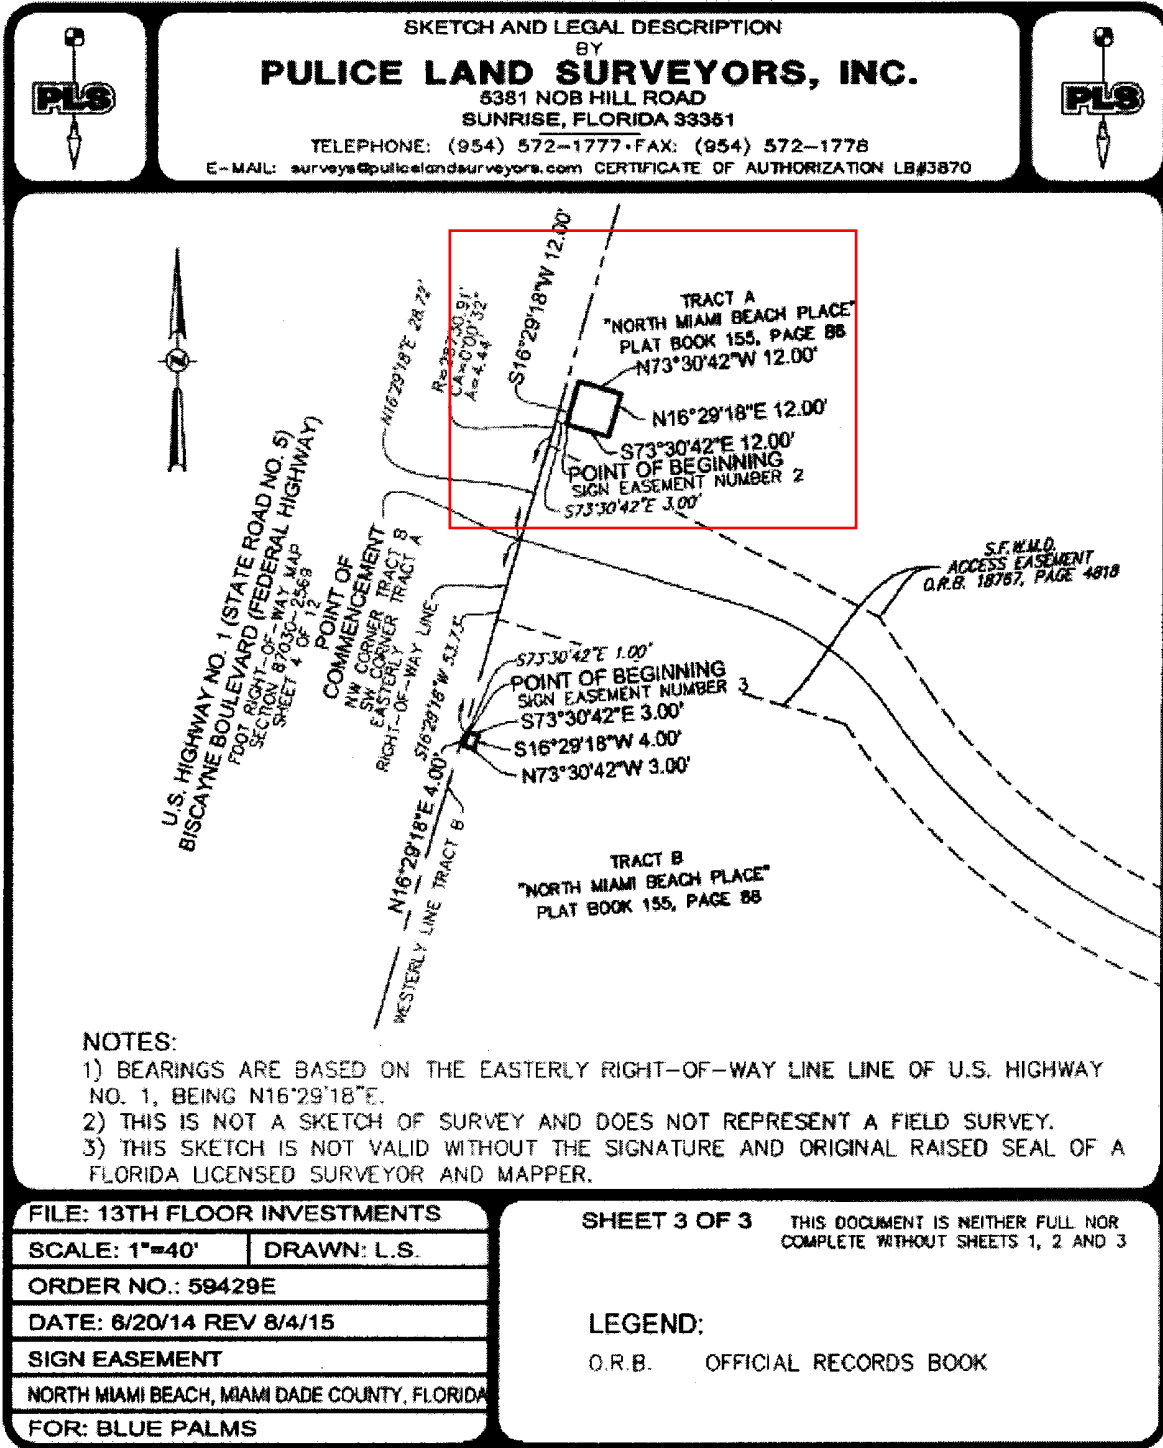 SKETCH AND LEGAL DESCRIPTION
BY
PULICE LAND SURVEYORS, INC.
5381 NOB HILL ROAD
SUNRISE, FLORIDA 33351
TELEPHONE: (954) 572-1777·FAX: (954) 572-1778
E-MAIL: surveys@pulicelandsurveyors.com CERTIFICATE OF AUTHORIZATION LB#3870
PLS
PLS
S16°29'18"W 12.00'
N16°29'18"E 28.72'
CA=0°00'32"
A=4.44'
TRACT A
"NORTH MIAMI BEACH PLACE"
PLAT BOOK 155, PAGE 88
N73°30'42"W 12.00'
N16°29'18"E 12.00'
S73°30'42"E 12.00'
POINT OF BEGINNING
SIGN EASEMENT NUMBER 2
S73°30'42"E 3.00'
Z
U.S. HIGHWAY NO. 1 (STATE ROAD NO. 5)
BISCAYNE BOULEVARD (FEDERAL HIGHWAY)
FOOT RIGHT-OF-WAY MAP
SECTION 87030-2569
SHEET 4 OF 12
POINT OF
COMMENCEMENT
NW CORNER TRACT B
SW CORNER TRACT A
EASTERLY
RIGHT-OF-WAY LINE
S16°29'18"W 53.73'
S.F.W.M.D.
ACCESS EASEMENT
O.R.B. 18767, PAGE 4818
S73°30'42"E 1.00'
POINT OF BEGINNING
SIGN EASEMENT NUMBER 3
S73°30'42"E 3.00'
S16°29'18"W 4.00'
N73°30'42"W 3.00'
N16°29'18"E 4.00'
WESTERLY LINE TRACT B
TRACT B
"NORTH MIAMI BEACH PLACE"
PLAT BOOK 155, PAGE 88
NOTES:
1) BEARINGS ARE BASED ON THE EASTERLY RIGHT-OF-WAY LINE LINE OF U.S. HIGHWAY
NO. 1, BEING N16°29'18"E.
2) THIS IS NOT A SKETCH OF SURVEY AND DOES NOT REPRESENT A FIELD SURVEY.
3) THIS SKETCH IS NOT VALID WITHOUT THE SIGNATURE AND ORIGINAL RAISED SEAL OF A
FLORIDA LICENSED SURVEYOR AND MAPPER.
FILE: 13TH FLOOR INVESTMENTS
SCALE: 1"=40' DRAWN: L.S.
ORDER NO.: 59429E
DATE: 6/20/14 REV 8/4/15
SIGN EASEMENT
NORTH MIAMI BEACH, MIAMI DADE COUNTY, FLORIDA
FOR: BLUE PALMS
SHEET 3 OF 3
THIS DOCUMENT IS NEITHER FULL NOR
COMPLETE WITHOUT SHEETS 1, 2 AND 3
LEGEND:
O.R.B. OFFICIAL RECORDS BOOK